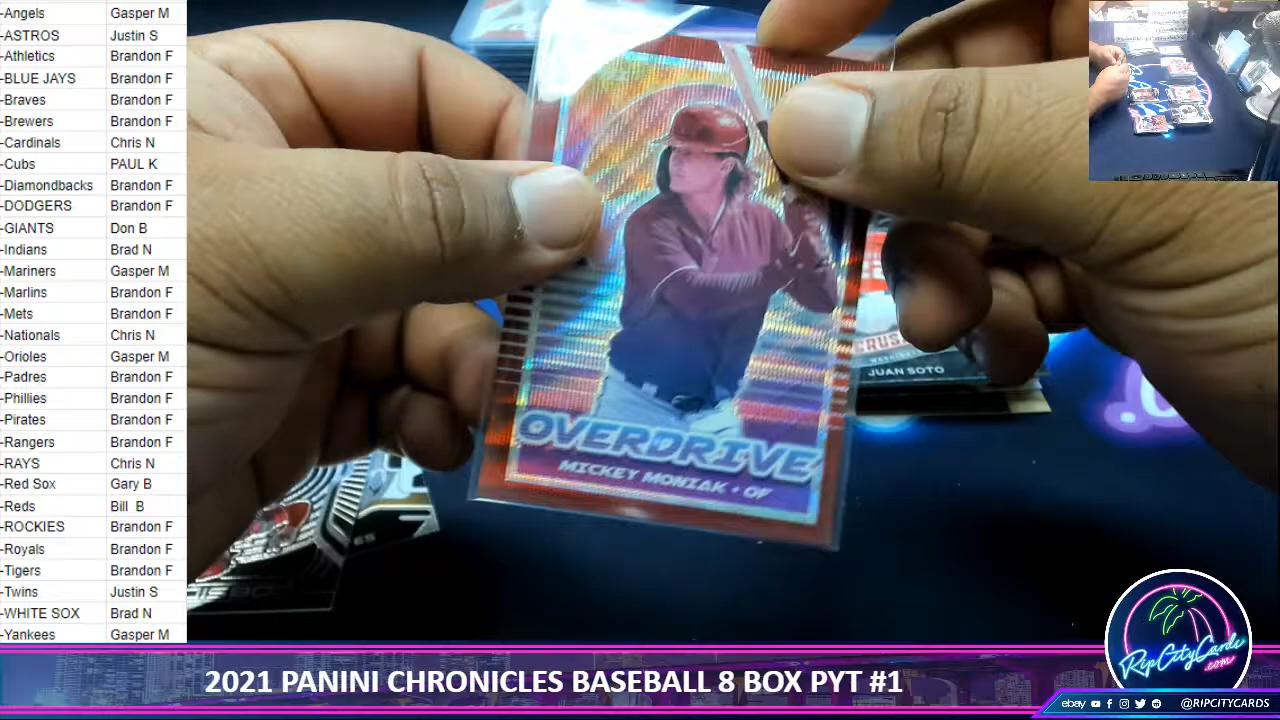 -Angels Gasper M
-ASTROS Justin S
-Athletics Brandon F
-BLUE JAYS Brandon F
-Braves Brandon F
-Brewers Brandon F
-Cardinals Chris N
-Cubs PAUL K
-Diamondbacks Brandon F
-DODGERS Brandon F
-GIANTS Don B
-Indians Brad N
-Mariners Gasper M
-Marlins Brandon F
-Mets Brandon F
-Nationals Chris N
-Orioles Gasper M
-Padres Brandon F
-Phillies Brandon F
-Pirates Brandon F
-Rangers Brandon F
-RAYS Chris N
-Red Sox Gary B
-Reds Bill B
-ROCKIES Brandon F
-Royals Brandon F
-Tigers Brandon F
-Twins Justin S
-WHITE SOX Brad N
-Yankees Gasper M
OVERDRIVE
MICKEY MONIAK • OF
JUAN SOTO
2021 PANINI CHRONICLES BASEBALL 8 BOX PYT #1
RipCityCards
.com
ebay @RIPCITYCARDS